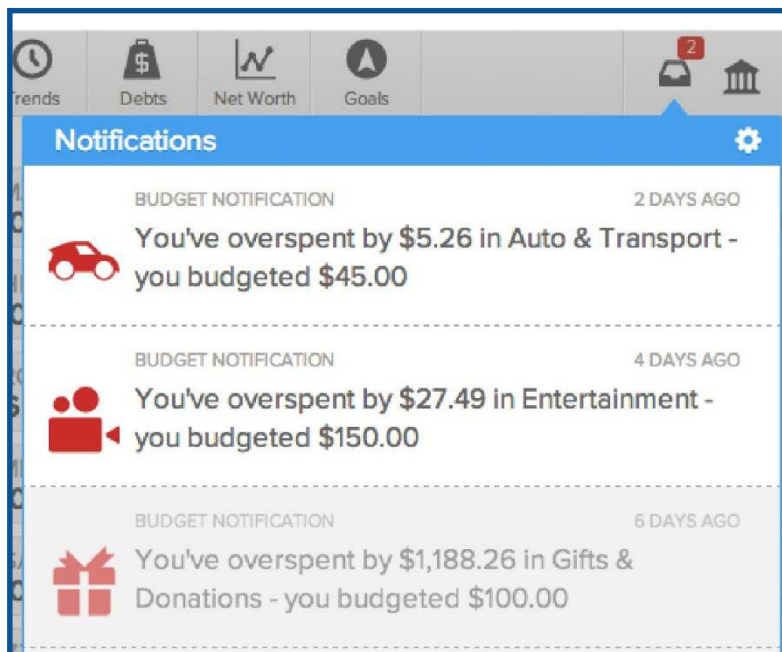 2
Debts
Net Worth
Goals
Notifications
BUDGET NOTIFICATION
2 DAYS AGO
You've overspent by $5.26 in Auto & Transport -
you budgeted $45.00
BUDGET NOTIFICATION
4 DAYS AGO
You've overspent by $27.49 in Entertainment -
you budgeted $150.00
BUDGET NOTIFICATION
6 DAYS AGO
You've overspent by $1,188.26 in Gifts &
Donations - you budgeted $100.00